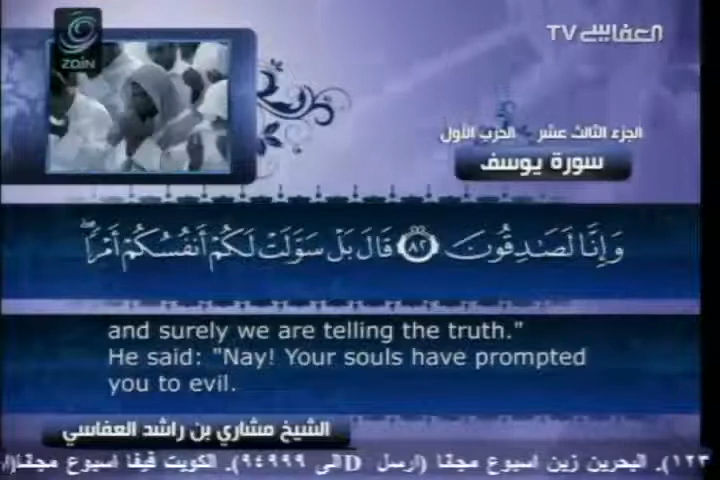 ZAIN
العفاسي TV
الجزء الثالث عشر الحزب الأول
سورة يوسف
وَإِنَّا لَصَٰدِقُونَ ٨٢ قَالَ بَلْ سَوَّلَتْ لَكُمْ أَنفُسُكُمْ أَمْرًاۖ
and surely we are telling the truth."
He said: "Nay! Your souls have prompted
you to evil.
الشيخ مشاري بن راشد العفاسي
١٢٣). البحرين زين اسبوع مجانا (ارسل D الى ٩٤٩٩٩). الكويت فيفا اسبوع مجانا(ا